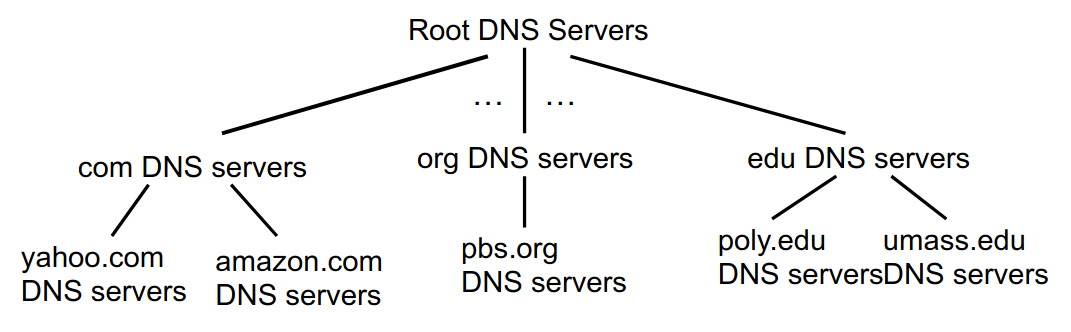 Root DNS Servers
… …
com DNS servers
org DNS servers
edu DNS servers
yahoo.com
DNS servers
amazon.com
DNS servers
pbs.org
DNS servers
poly.edu
DNS servers
umass.edu
DNS servers